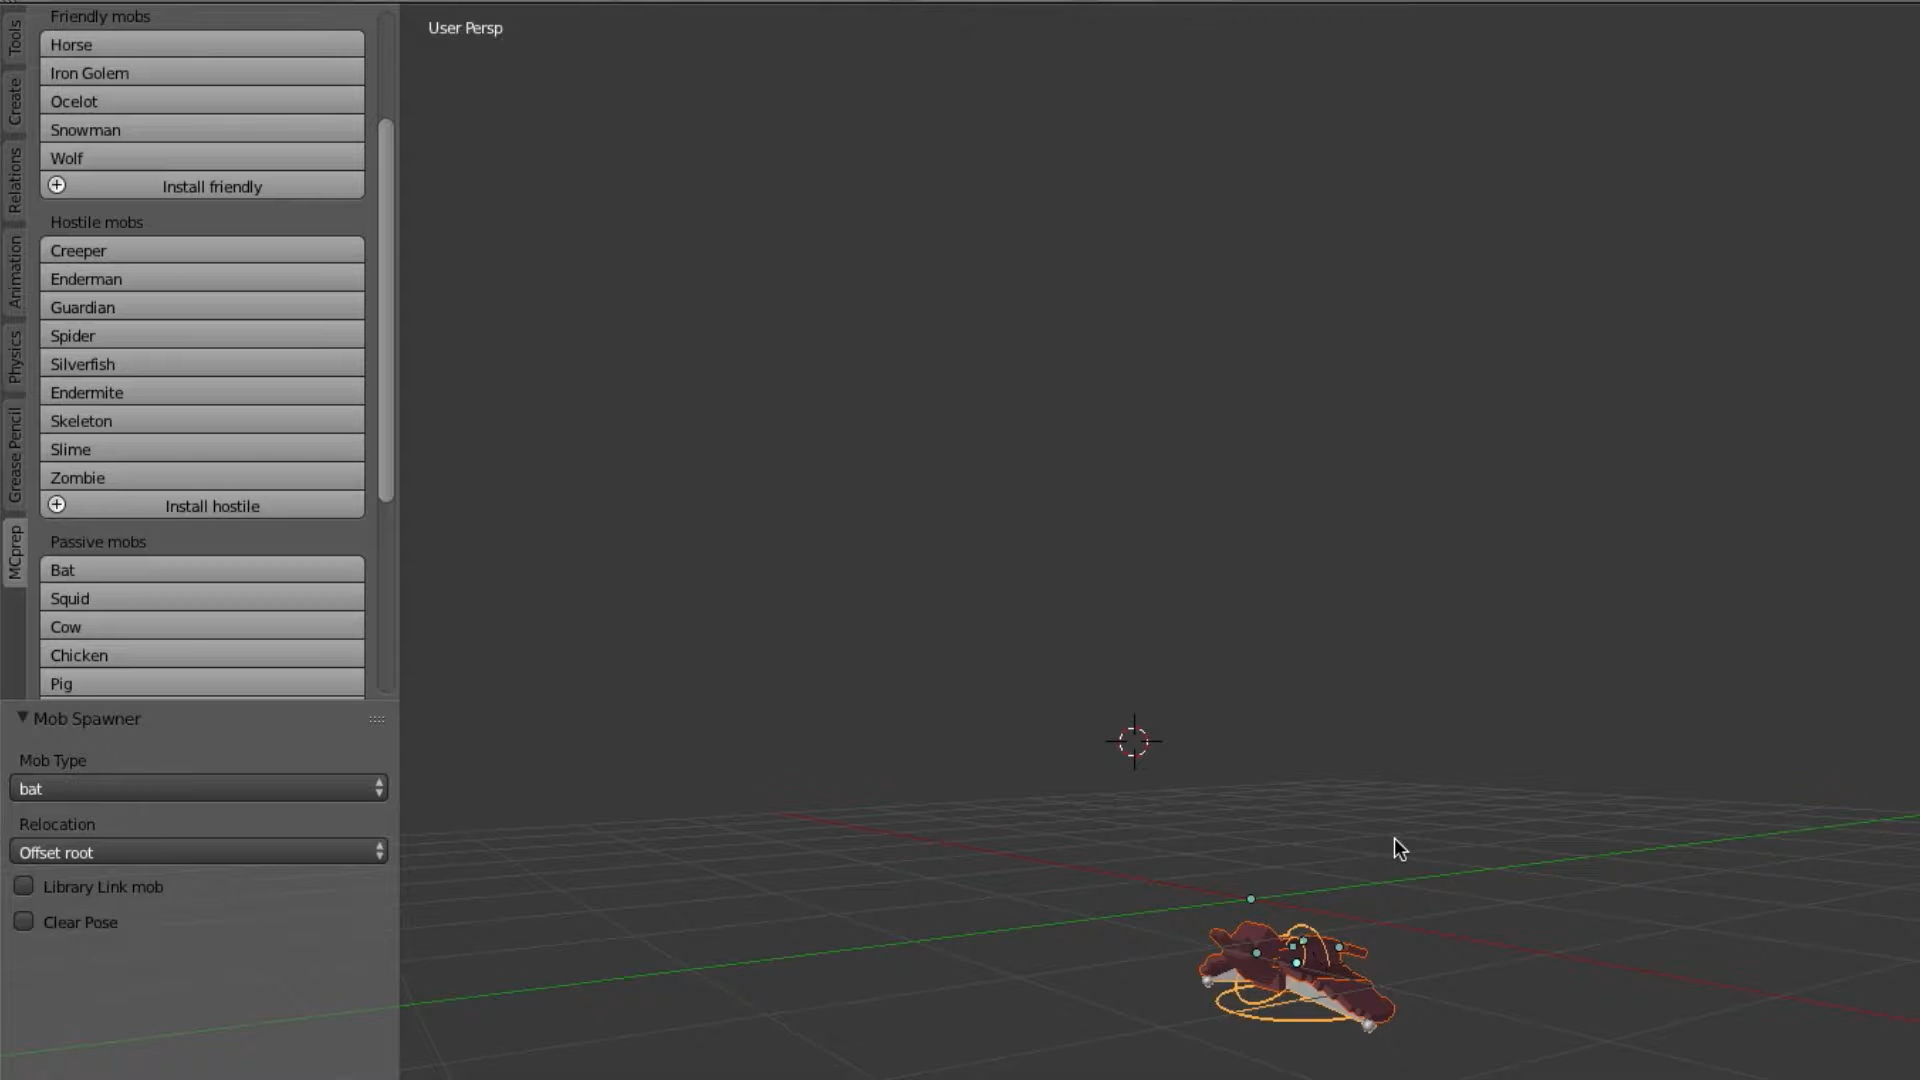 User Persp
Tools
Create
Relations
Animation
Physics
Grease Pencil
MCprep
Friendly mobs
Horse
Iron Golem
Ocelot
Snowman
Wolf
Install friendly
Hostile mobs
Creeper
Enderman
Guardian
Spider
Silverfish
Endermite
Skeleton
Slime
Zombie
Install hostile
Passive mobs
Bat
Squid
Cow
Chicken
Pig
Mob Spawner
Mob Type
bat
Relocation
Offset root
Library Link mob
Clear Pose